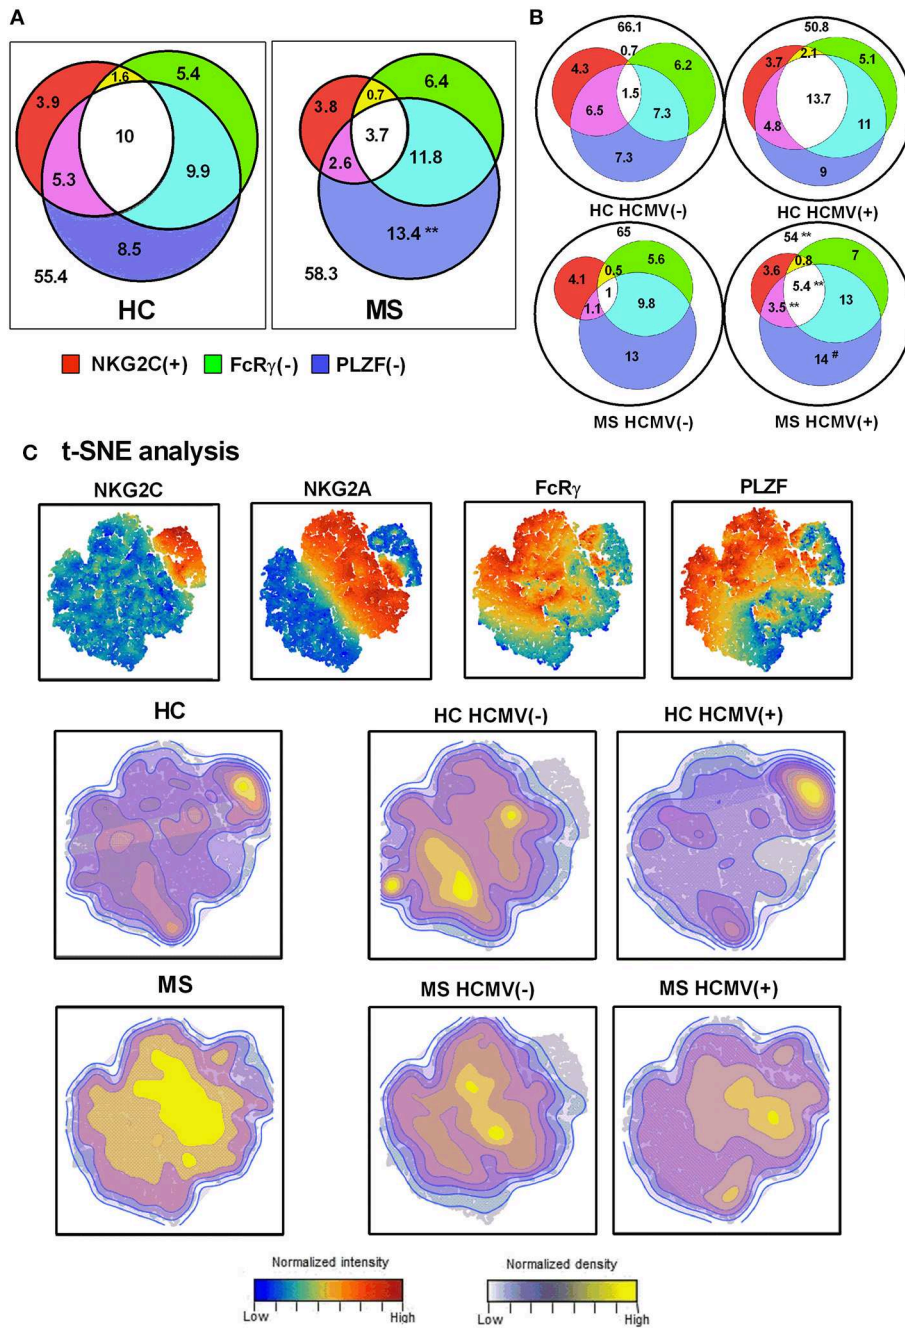 A
B
3.9
1.6
5.4
10
5.3
9.9
8.5
55.4
HC
3.8
0.7
6.4
3.7
2.6
11.8
13.4 **
58.3
MS
66.1
0.7
4.3
6.2
1.5
6.5
7.3
7.3
HC HCMV(-)
50.8
2.1
3.7
5.1
13.7
4.8
11
9
HC HCMV(+)
65
0.5
5.6
4.1
1
1.1
9.8
13
MS HCMV(-)
54 **
0.8
7
3.6
5.4 **
3.5 **
13
14 #
MS HCMV(+)
NKG2C(+) FcRγ(-) PLZF(-)
C t-SNE analysis
NKG2C NKG2A FcRγ PLZF
HC HC HCMV(-) HC HCMV(+)
MS MS HCMV(-) MS HCMV(+)
Normalized intensity
Low High
Normalized density
Low High